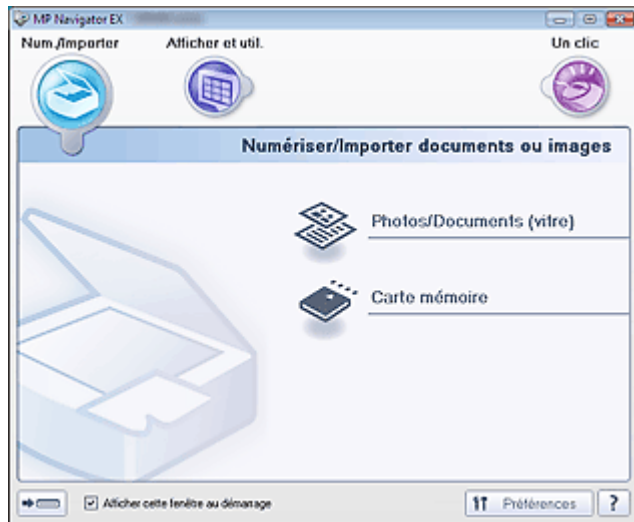 MP Navigator EX
Num./Importer
Afficher et util.
Un clic
Numériser/Importer documents ou images
Photos/Documents (vitre)
Carte mémoire
Afficher cette fenêtre au démarrage
Préférences
?